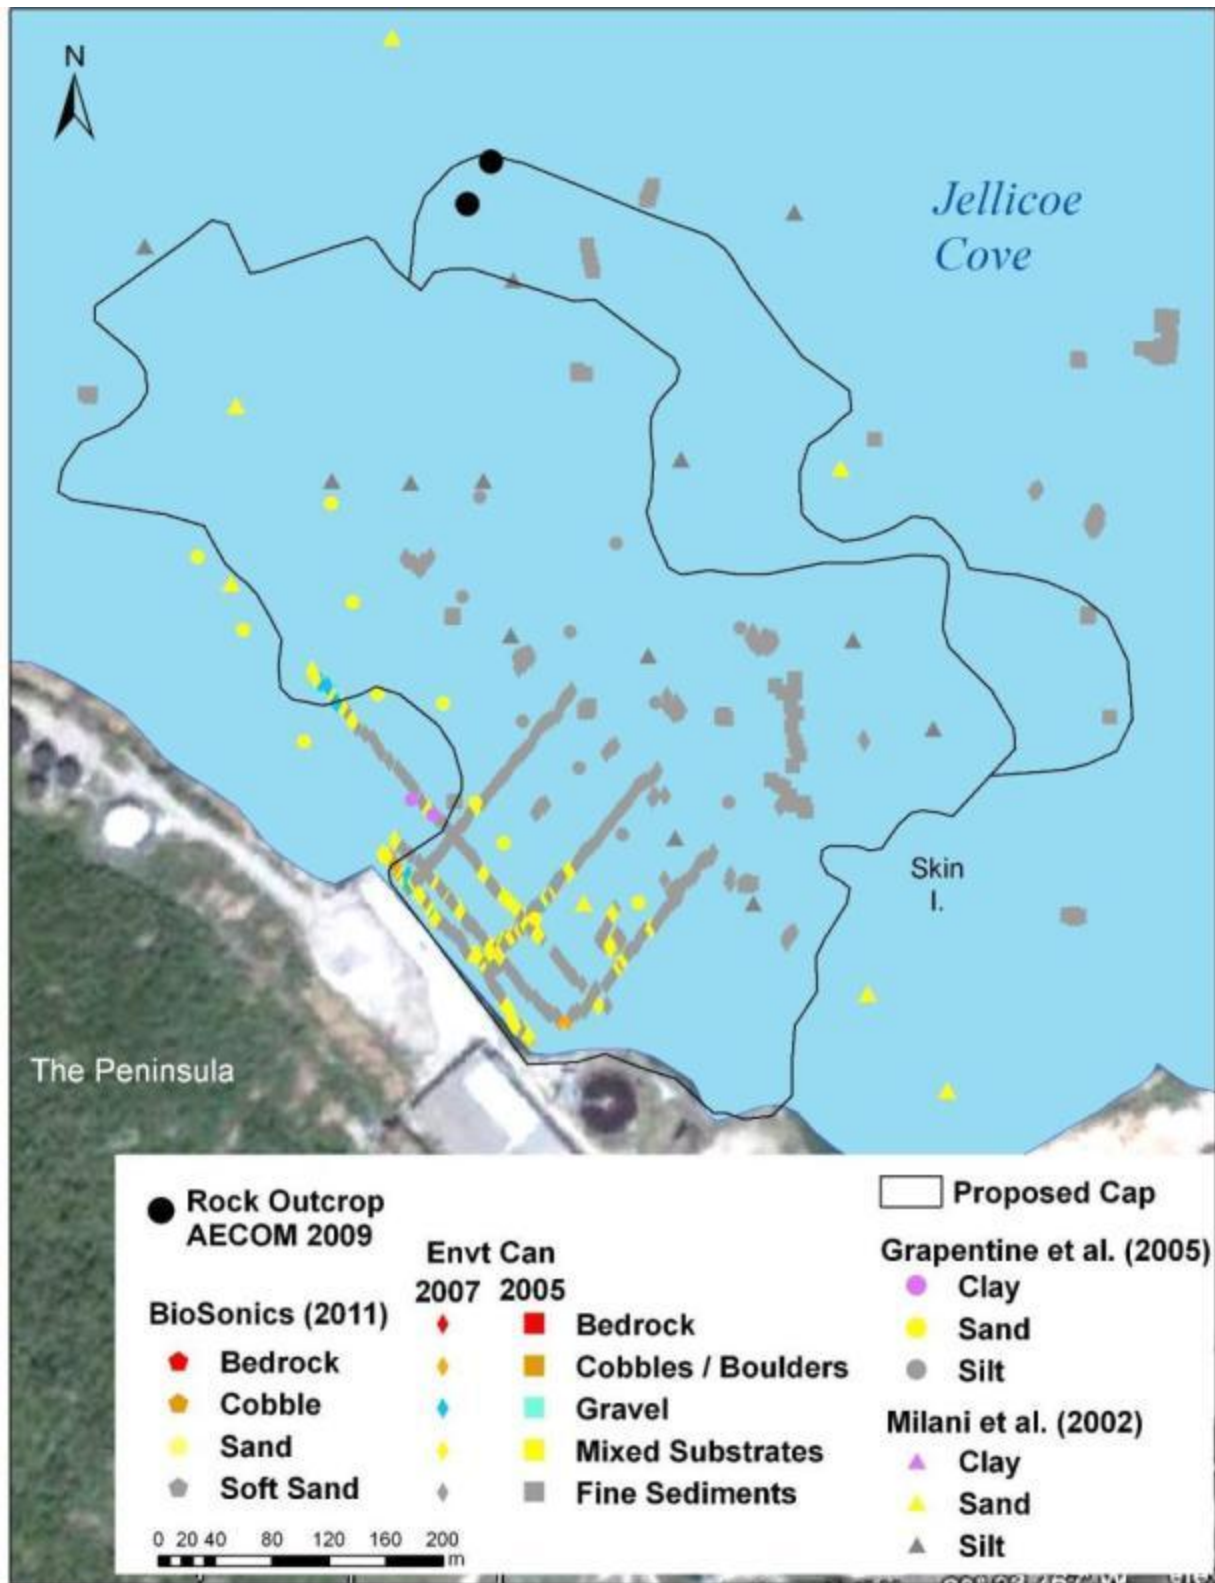 N
Jellicoe
Cove
Skin
I.
The Peninsula
Rock Outcrop
AECOM 2009
BioSonics (2011)
Bedrock
Cobble
Sand
Soft Sand
Envt Can
2007 2005
Bedrock
Cobbles / Boulders
Gravel
Mixed Substrates
Fine Sediments
Proposed Cap
Grapentine et al. (2005)
Clay
Sand
Silt
Milani et al. (2002)
Clay
Sand
Silt
0 20 40 80 120 160 200
m